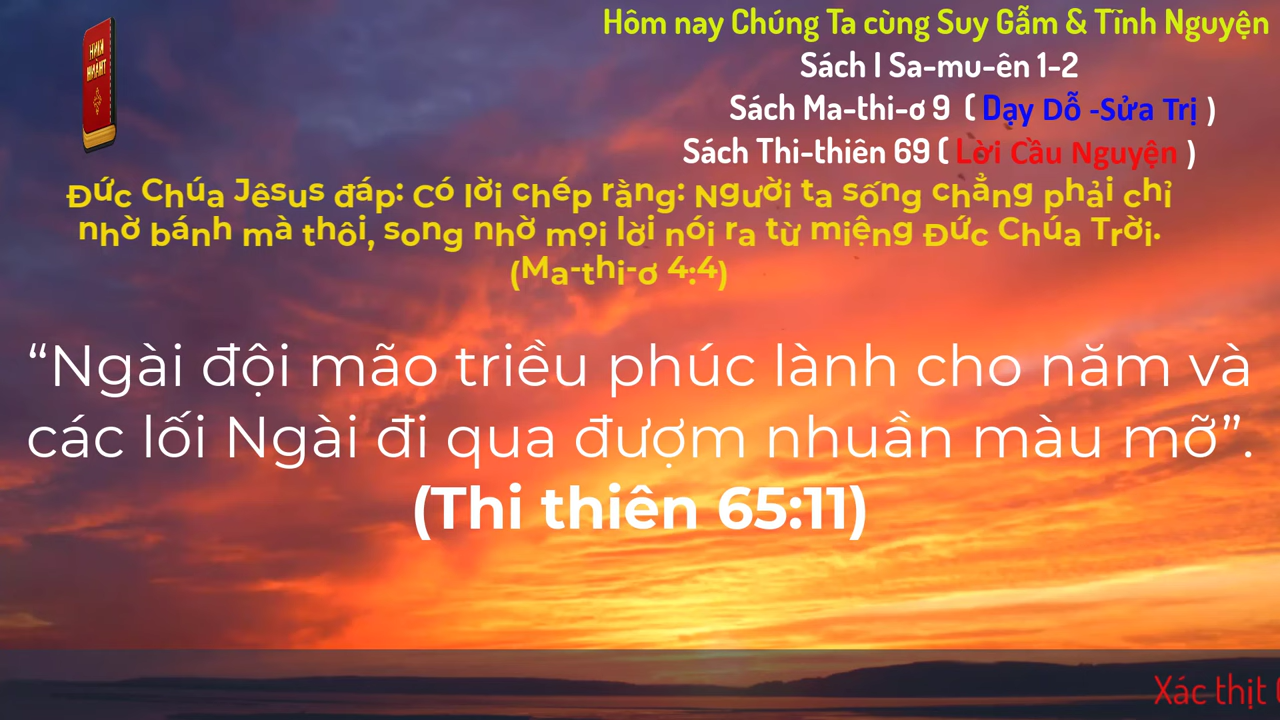 Hôm nay Chúng Ta cùng Suy Gẫm & Tĩnh Nguyện
Sách I Sa-mu-ên 1-2
Sách Ma-thi-ơ 9 ( Dạy Dỗ -Sửa Trị )
Sách Thi-thiên 69 ( Lời Cầu Nguyện )
Đức Chúa Jêsus đáp: Có lời chép rằng: Người ta sống chẳng phải chỉ
nhờ bánh mà thôi, song nhờ mọi lời nói ra từ miệng Đức Chúa Trời.
(Ma-thi-ơ 4:4)
“Ngài đội mão triều phúc lành cho năm và
các lối Ngài đi qua đượm nhuần màu mỡ”.
(Thi thiên 65:11)
Xác thịt